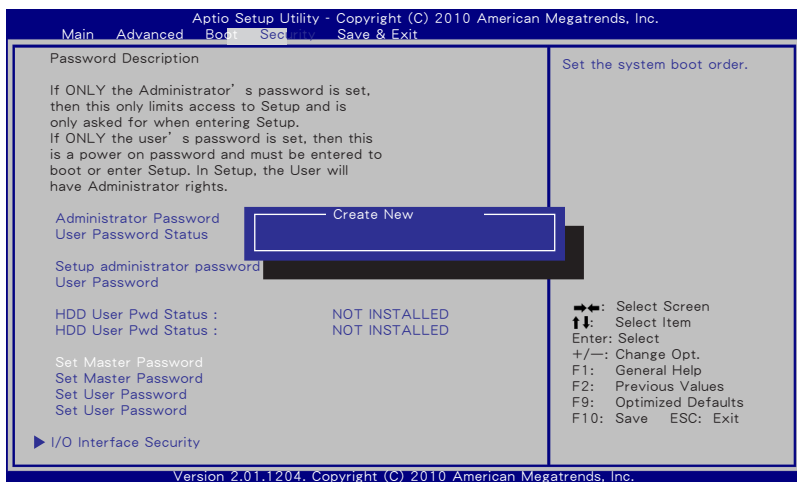 Aptio Setup Utility - Copyright (C) 2010 American Megatrends, Inc.
Main Advanced Boot Security Save & Exit
Password Description
If ONLY the Administrator’s password is set,
then this only limits access to Setup and is
only asked for when entering Setup.
If ONLY the user’s password is set, then this
is a power on password and must be entered to
boot or enter Setup. In Setup, the User will
have Administrator rights.
Administrator Password
User Password Status
Create New
Setup administrator password
User Password
HDD User Pwd Status : NOT INSTALLED
HDD User Pwd Status : NOT INSTALLED
Set Master Password
Set Master Password
Set User Password
Set User Password
I/O Interface Security
Set the system boot order.
→←: Select Screen
↑↓: Select Item
Enter: Select
+/—: Change Opt.
F1: General Help
F2: Previous Values
F9: Optimized Defaults
F10: Save ESC: Exit
Version 2.01.1204. Copyright (C) 2010 American Megatrends, Inc.